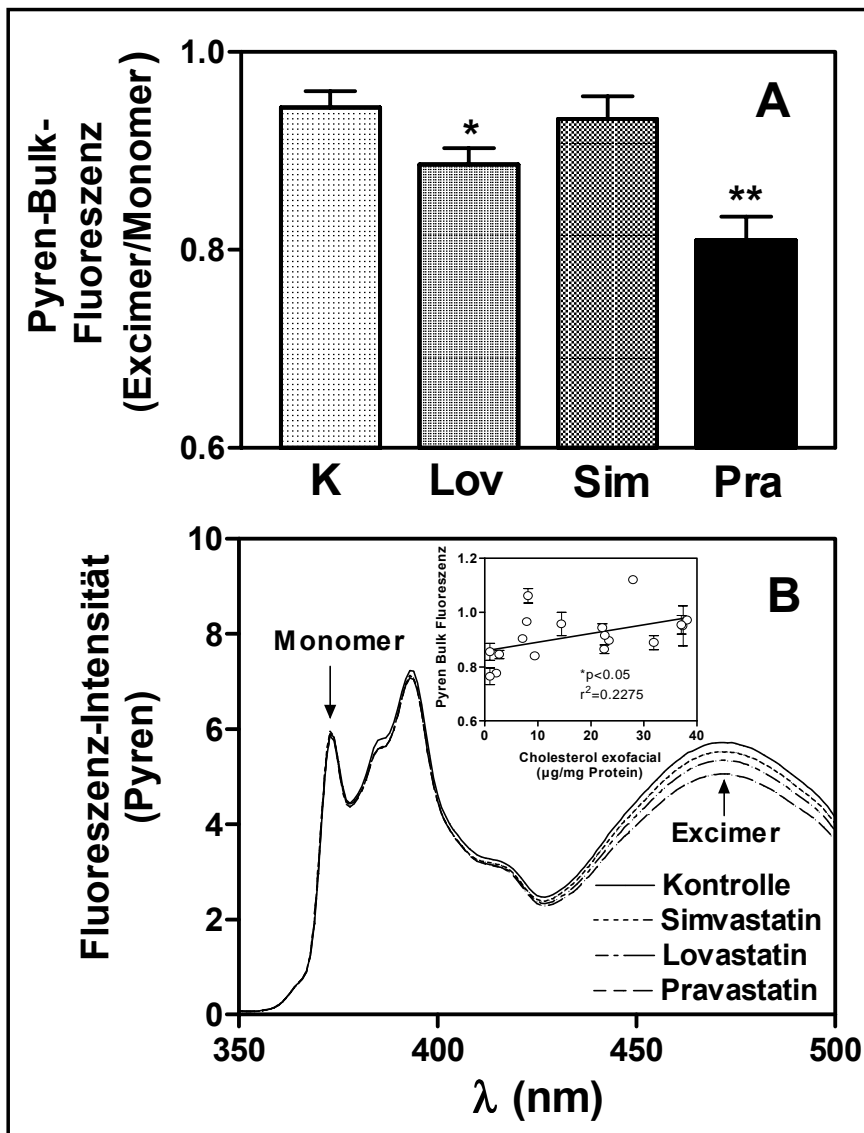 Pyren-Bulk-
Fluoreszenz
(Excimer/Monomer)
1.0
0.8
0.6
A
*
**
K Lov Sim Pra
Fluoreszenz-Intensität
(Pyren)
10
8
6
4
2
0
Monomer
B
Pyren Bulk Fluoreszenz
1.2
1.0
0.8
0.6
*p<0.05
r²=0.2275
0 10 20 30 40
Cholesterol exofacial
(µg/mg Protein)
Excimer
Kontrolle
Simvastatin
Lovastatin
Pravastatin
350 400 450 500
λ (nm)